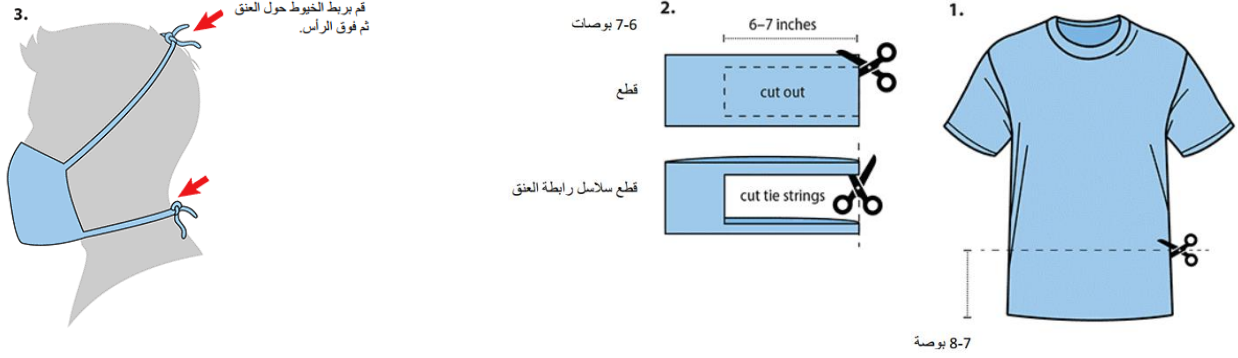 1.
7-8 بوصة
2.
6–7 inches
6-7 بوصات
cut out
قطع
cut tie strings
قطع سلاسل رابطة العنق
3.
قم بربط الخيوط حول العنق
ثم فوق الرأس.